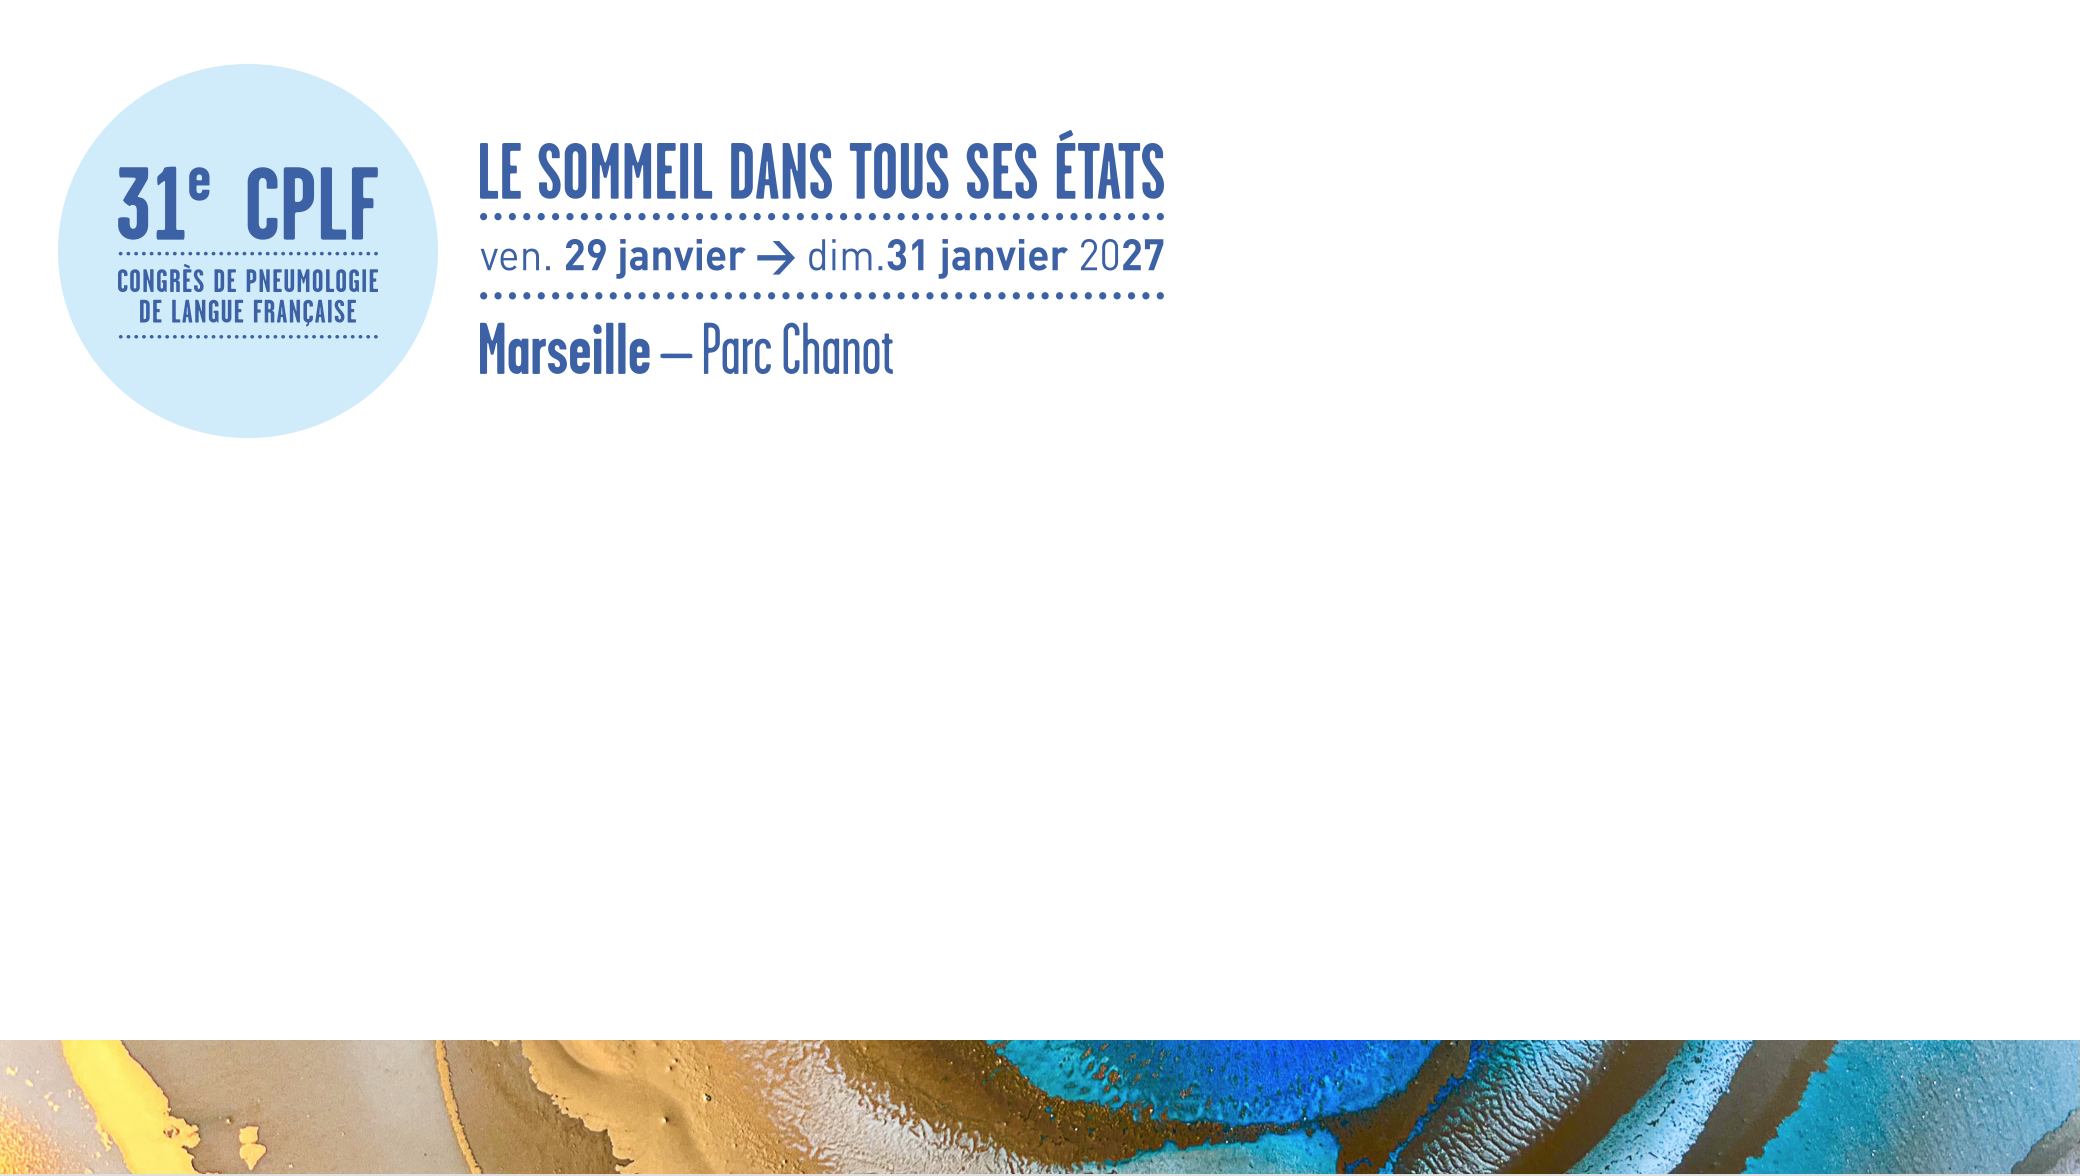 31e CPLF
CONGRÈS DE PNEUMOLOGIE
DE LANGUE FRANÇAISE
LE SOMMEIL DANS TOUS SES ÉTATS
ven. 29 janvier → dim.31 janvier 2027
Marseille – Parc Chanot